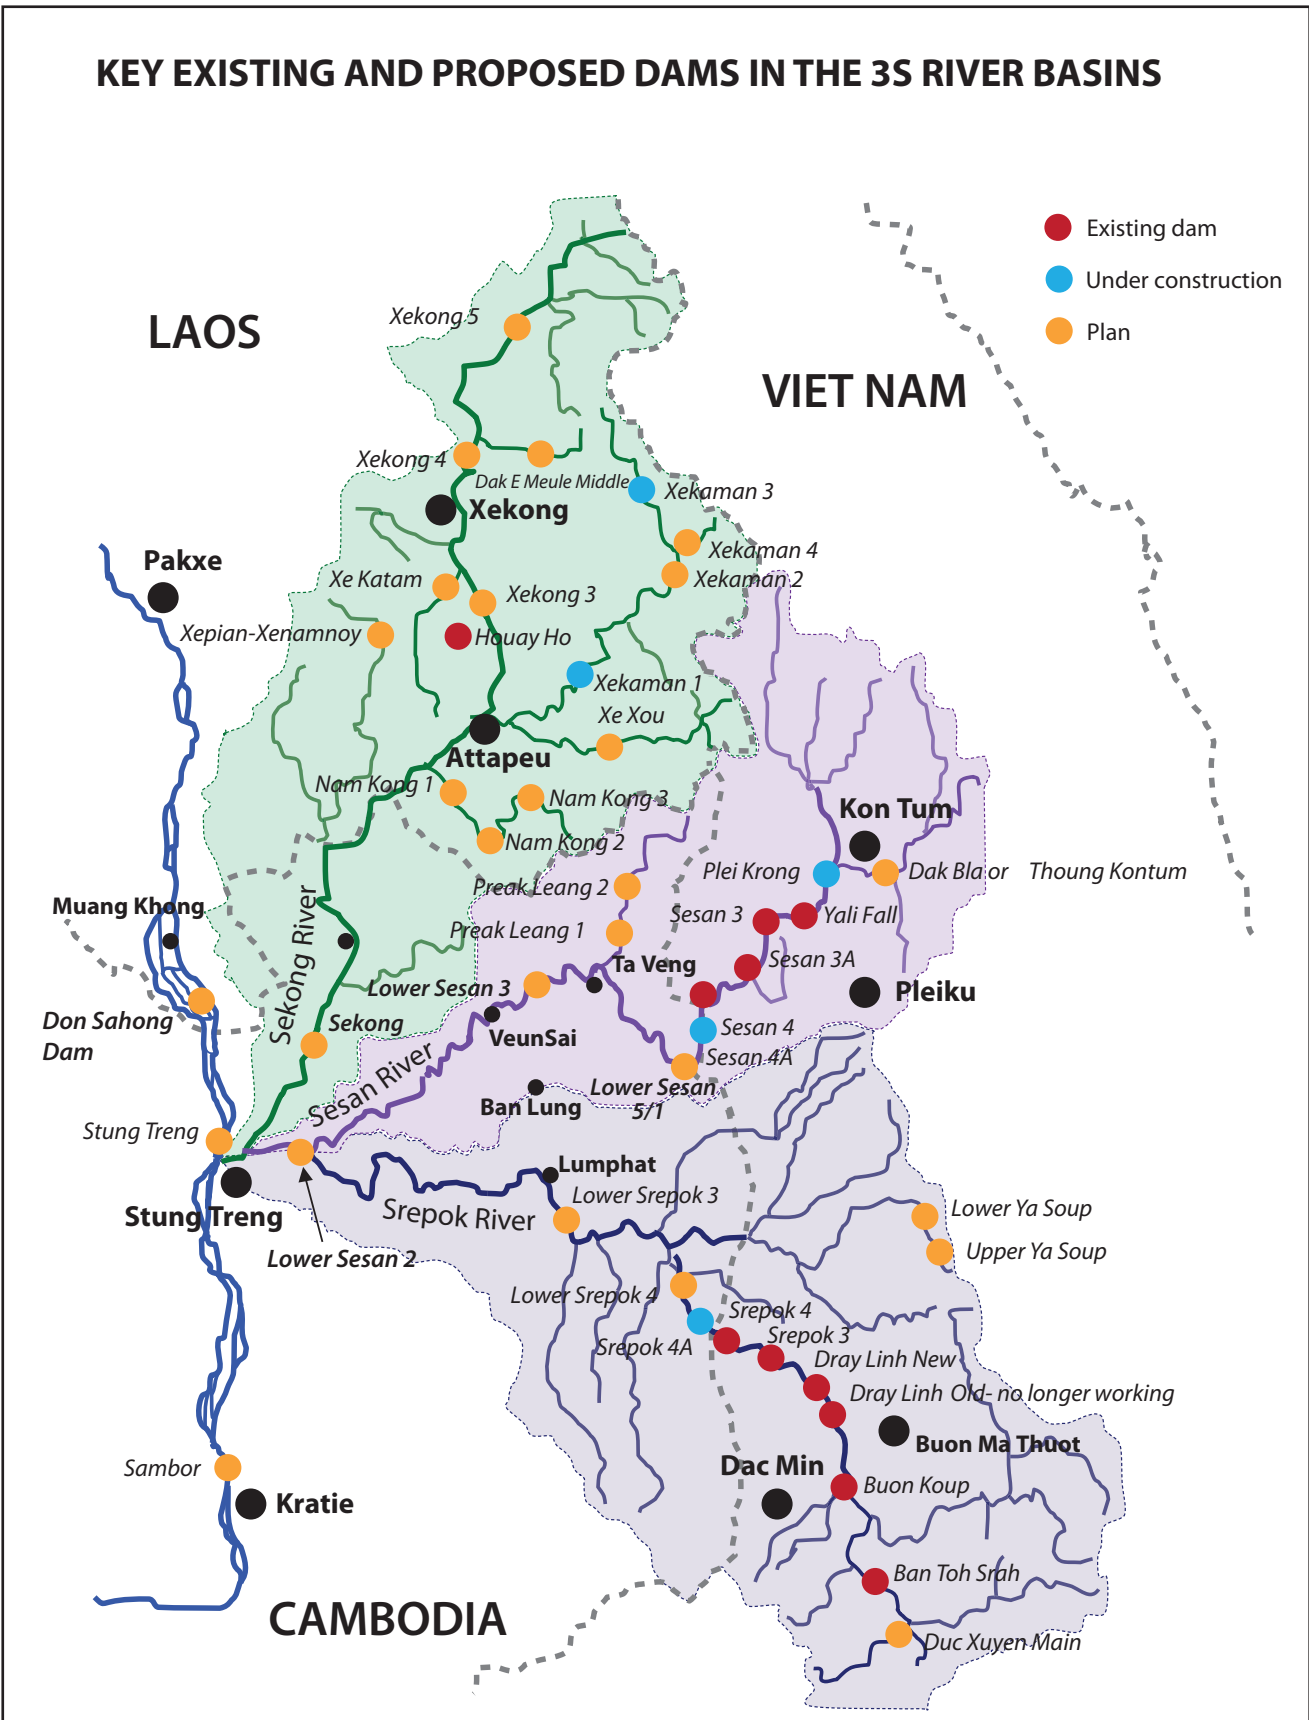 KEY EXISTING AND PROPOSED DAMS IN THE 3S RIVER BASINS
Existing dam
Under construction
Plan
LAOS
VIET NAM
Xekong 5
Xekong 4
Dak E Meule Middle
Xekaman 3
Xekong
Xekaman 4
Pakxe
Xe Katam
Xekaman 2
Xekong 3
Xepian-Xenamnoy
Houay Ho
Xekaman 1
Xe Xou
Attapeu
Nam Kong 1
Nam Kong 3
Kon Tum
Nam Kong 2
Plei Krong
Dak Bla or Thoung Kontum
Preak Leang 2
Muang Khong
Sesan 3
Yali Fall
Preak Leang 1
Sekong River
Ta Veng
Sesan 3A
Lower Sesan 3
Pleiku
Don Sahong
Dam
Sekong
VeunSai
Sesan 4
Sesan 4A
Sesan River
Lower Sesan
5/1
Ban Lung
Stung Treng
Lumphat
Lower Srepok 3
Srepok River
Stung Treng
Lower Ya Soup
Upper Ya Soup
Lower Sesan 2
Lower Srepok 4
Srepok 4
Srepok 4A
Srepok 3
Dray Linh New
Dray Linh Old- no longer working
Buon Ma Thuot
Dac Min
Sambor
Buon Koup
Kratie
Ban Toh Srah
CAMBODIA
Duc Xuyen Main